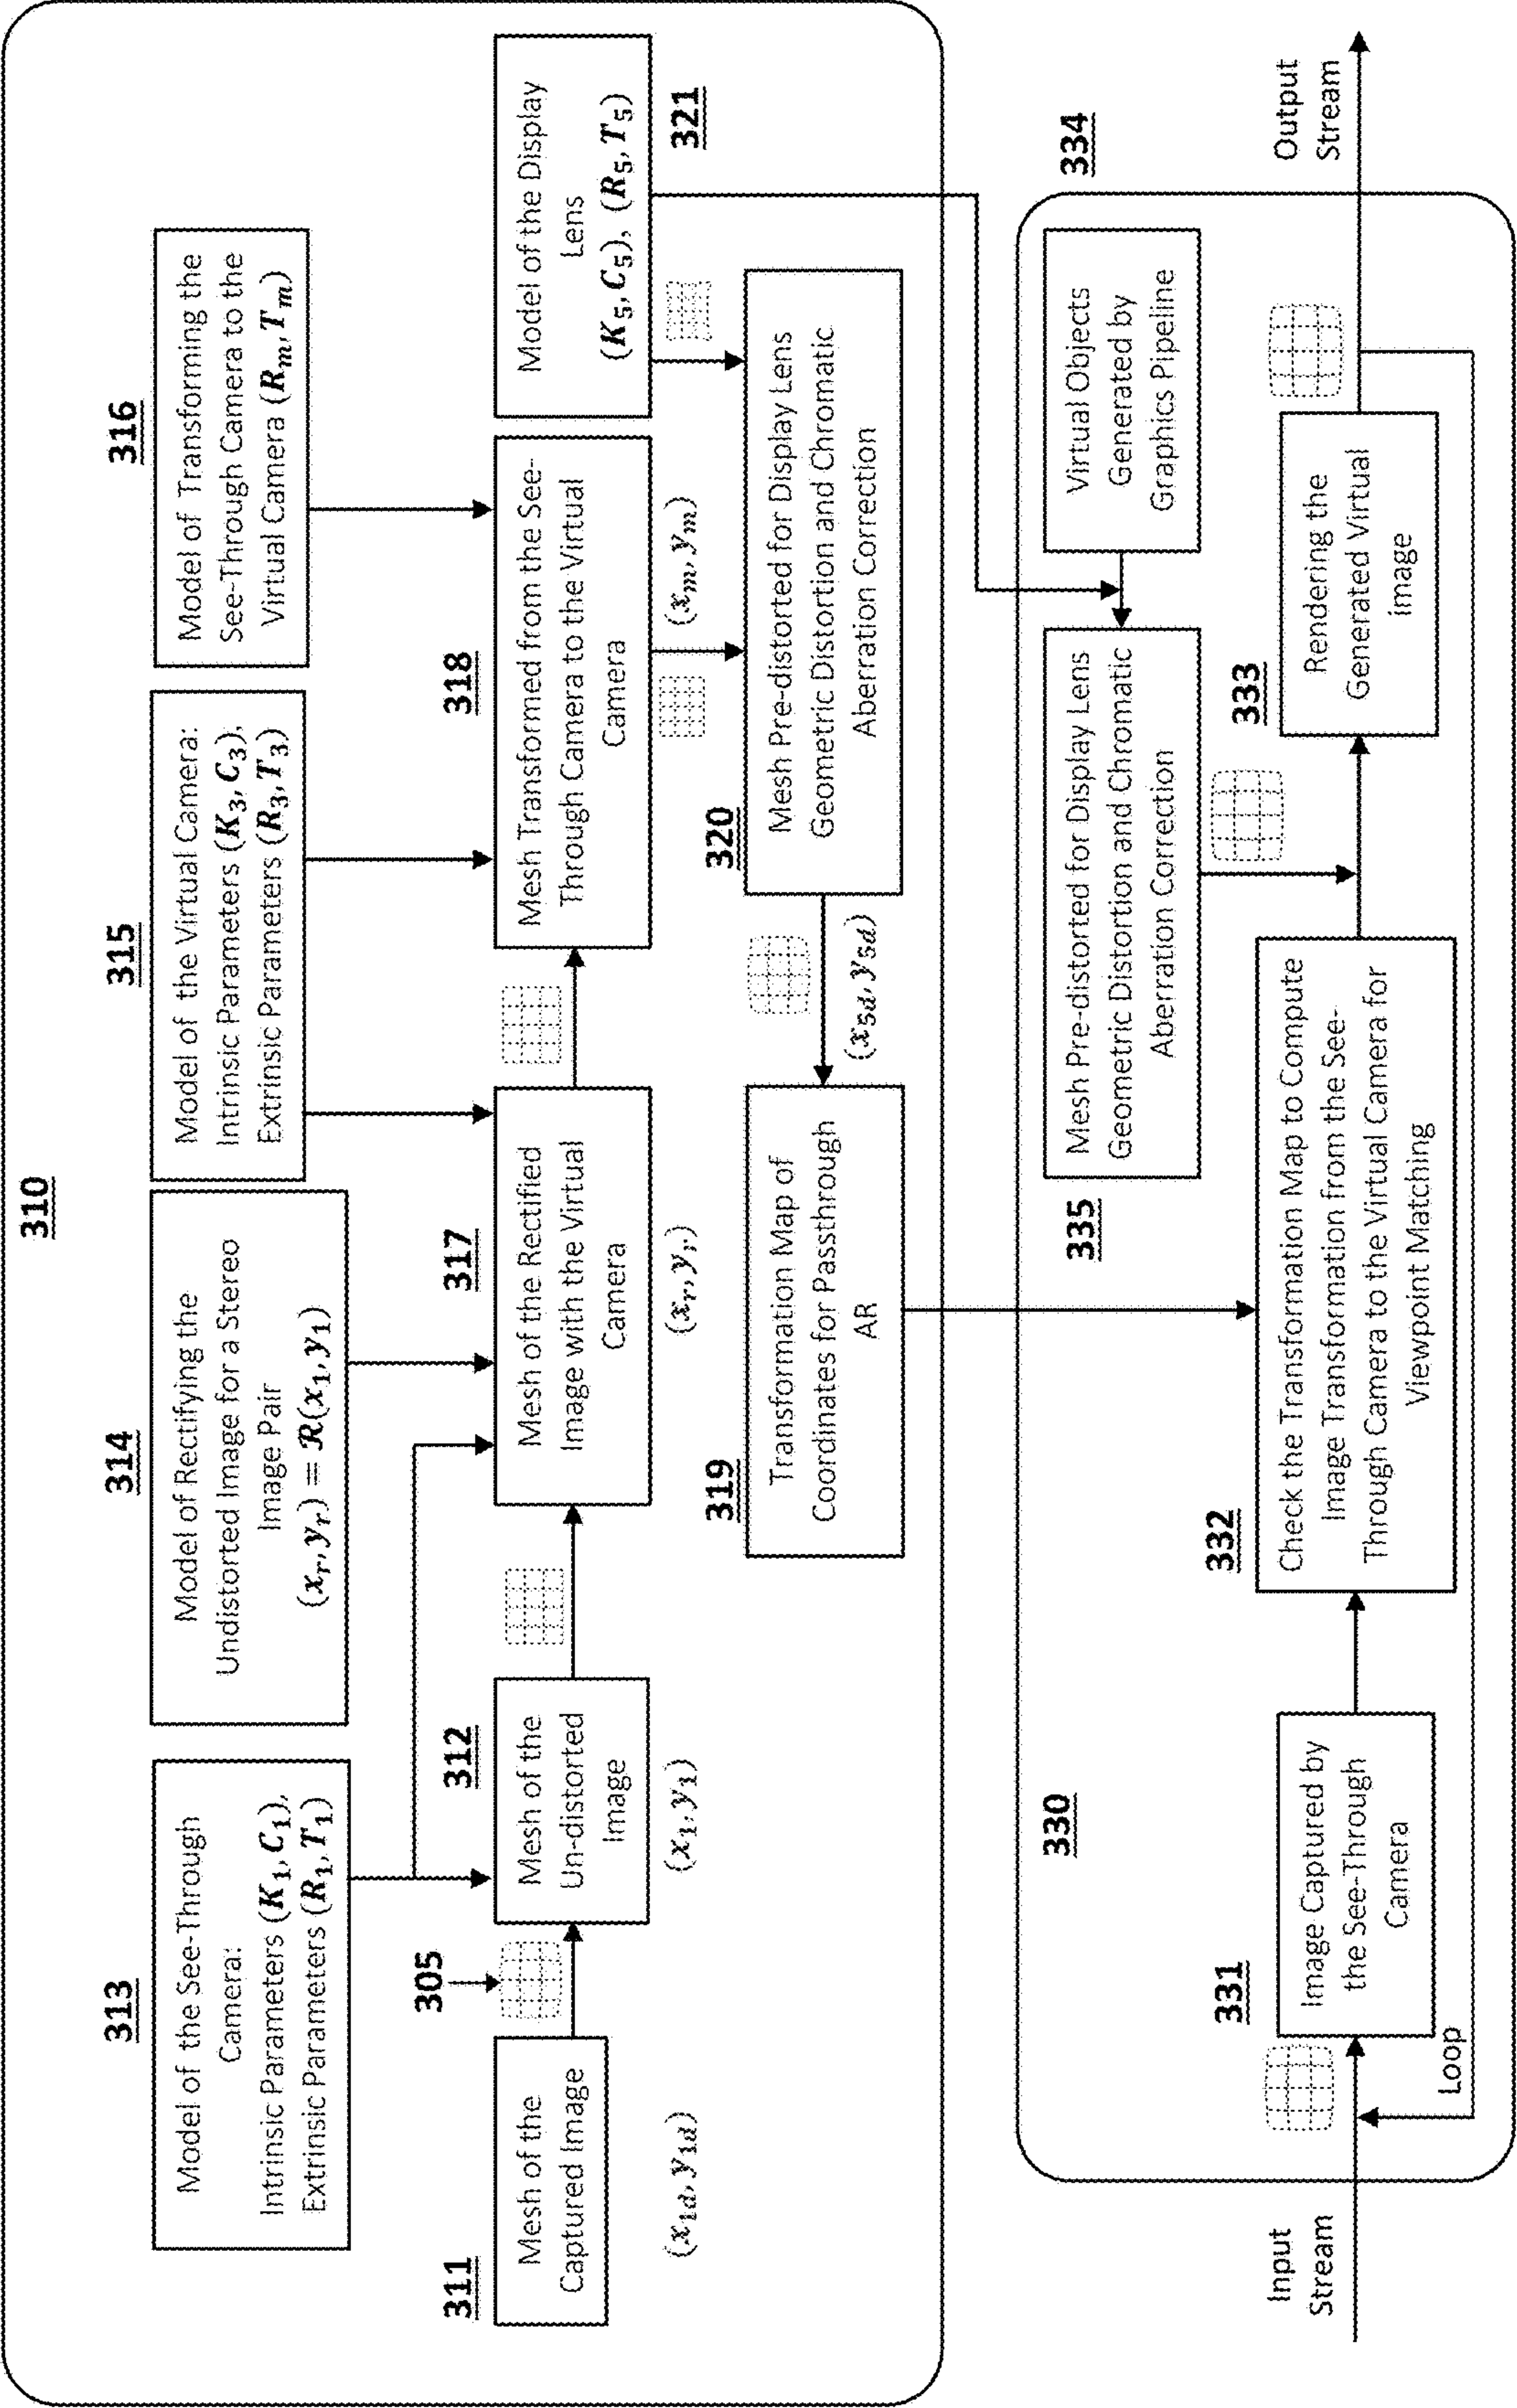 310
313
Model of the See-Through
Camera:
Intrinsic Parameters (K1, C1),
Extrinsic Parameters (R1, T1)
314
Model of Rectifying the
Undistorted Image for a Stereo
Image Pair
(xr, yr) = R(x1, y1)
315
Model of the Virtual Camera:
Intrinsic Parameters (K3, C3),
Extrinsic Parameters (R3, T3)
316
Model of Transforming the
See-Through Camera to the
Virtual Camera (Rm, Tm)
311
Mesh of the
Captured Image
(x1d, y1d)
305
312
Mesh of the
Un-distorted
Image
(x1, y1)
317
Mesh of the Rectified
Image with the Virtual
Camera
(xr, yr)
318
Mesh Transformed from the See-
Through Camera to the Virtual
Camera
(xm, ym)
Model of the Display
Lens
(K5, C5), (R5, T5)
321
319
Transformation Map of
Coordinates for Passthrough
AR
(x5d, y5d)
320
Mesh Pre-distorted for Display Lens
Geometric Distortion and Chromatic
Aberration Correction
330
335
Mesh Pre-distorted for Display Lens
Geometric Distortion and Chromatic
Aberration Correction
334
Virtual Objects
Generated by
Graphics Pipeline
Input
Stream
331
Image Captured by
the See-Through
Camera
332
Check the Transformation Map to Compute
Image Transformation from the See-
Through Camera to the Virtual Camera for
Viewpoint Matching
333
Rendering the
Generated Virtual
Image
Output
Stream
Loop